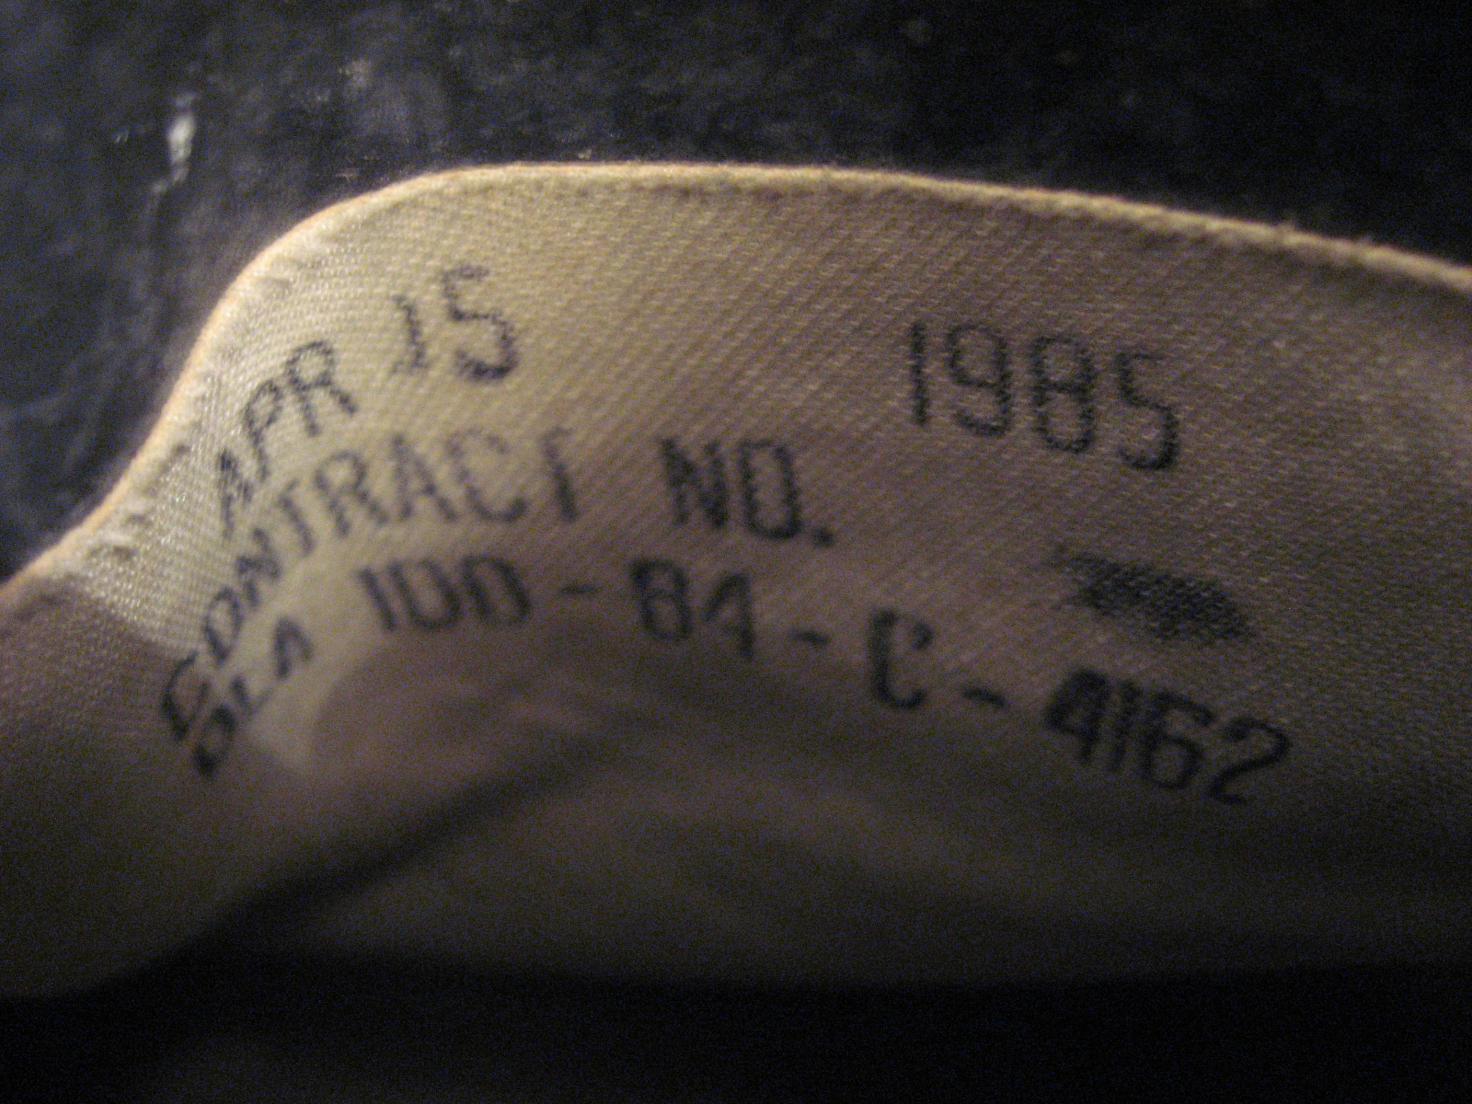 APR 15 1985
CONTRACT NO.
DLA 100-84-C-4162